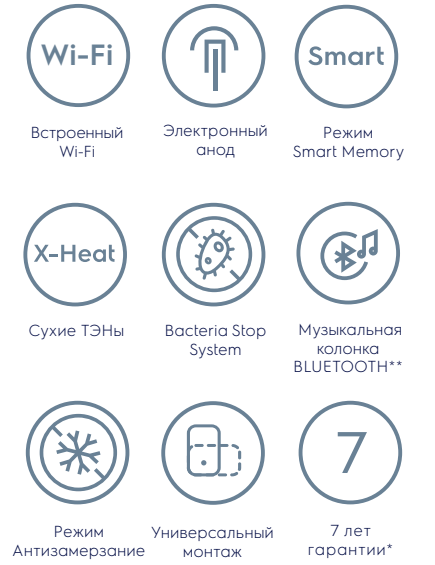 Wi-Fi
Smart
Встроенный
Wi-Fi
Электронный
анод
Режим
Smart Memory
X-Heat
Сухие ТЭНы
Bacteria Stop
System
Музыкальная
колонка
BLUETOOTH**
7
Режим
Антизамерзание
Универсальный
монтаж
7 лет
гарантии*